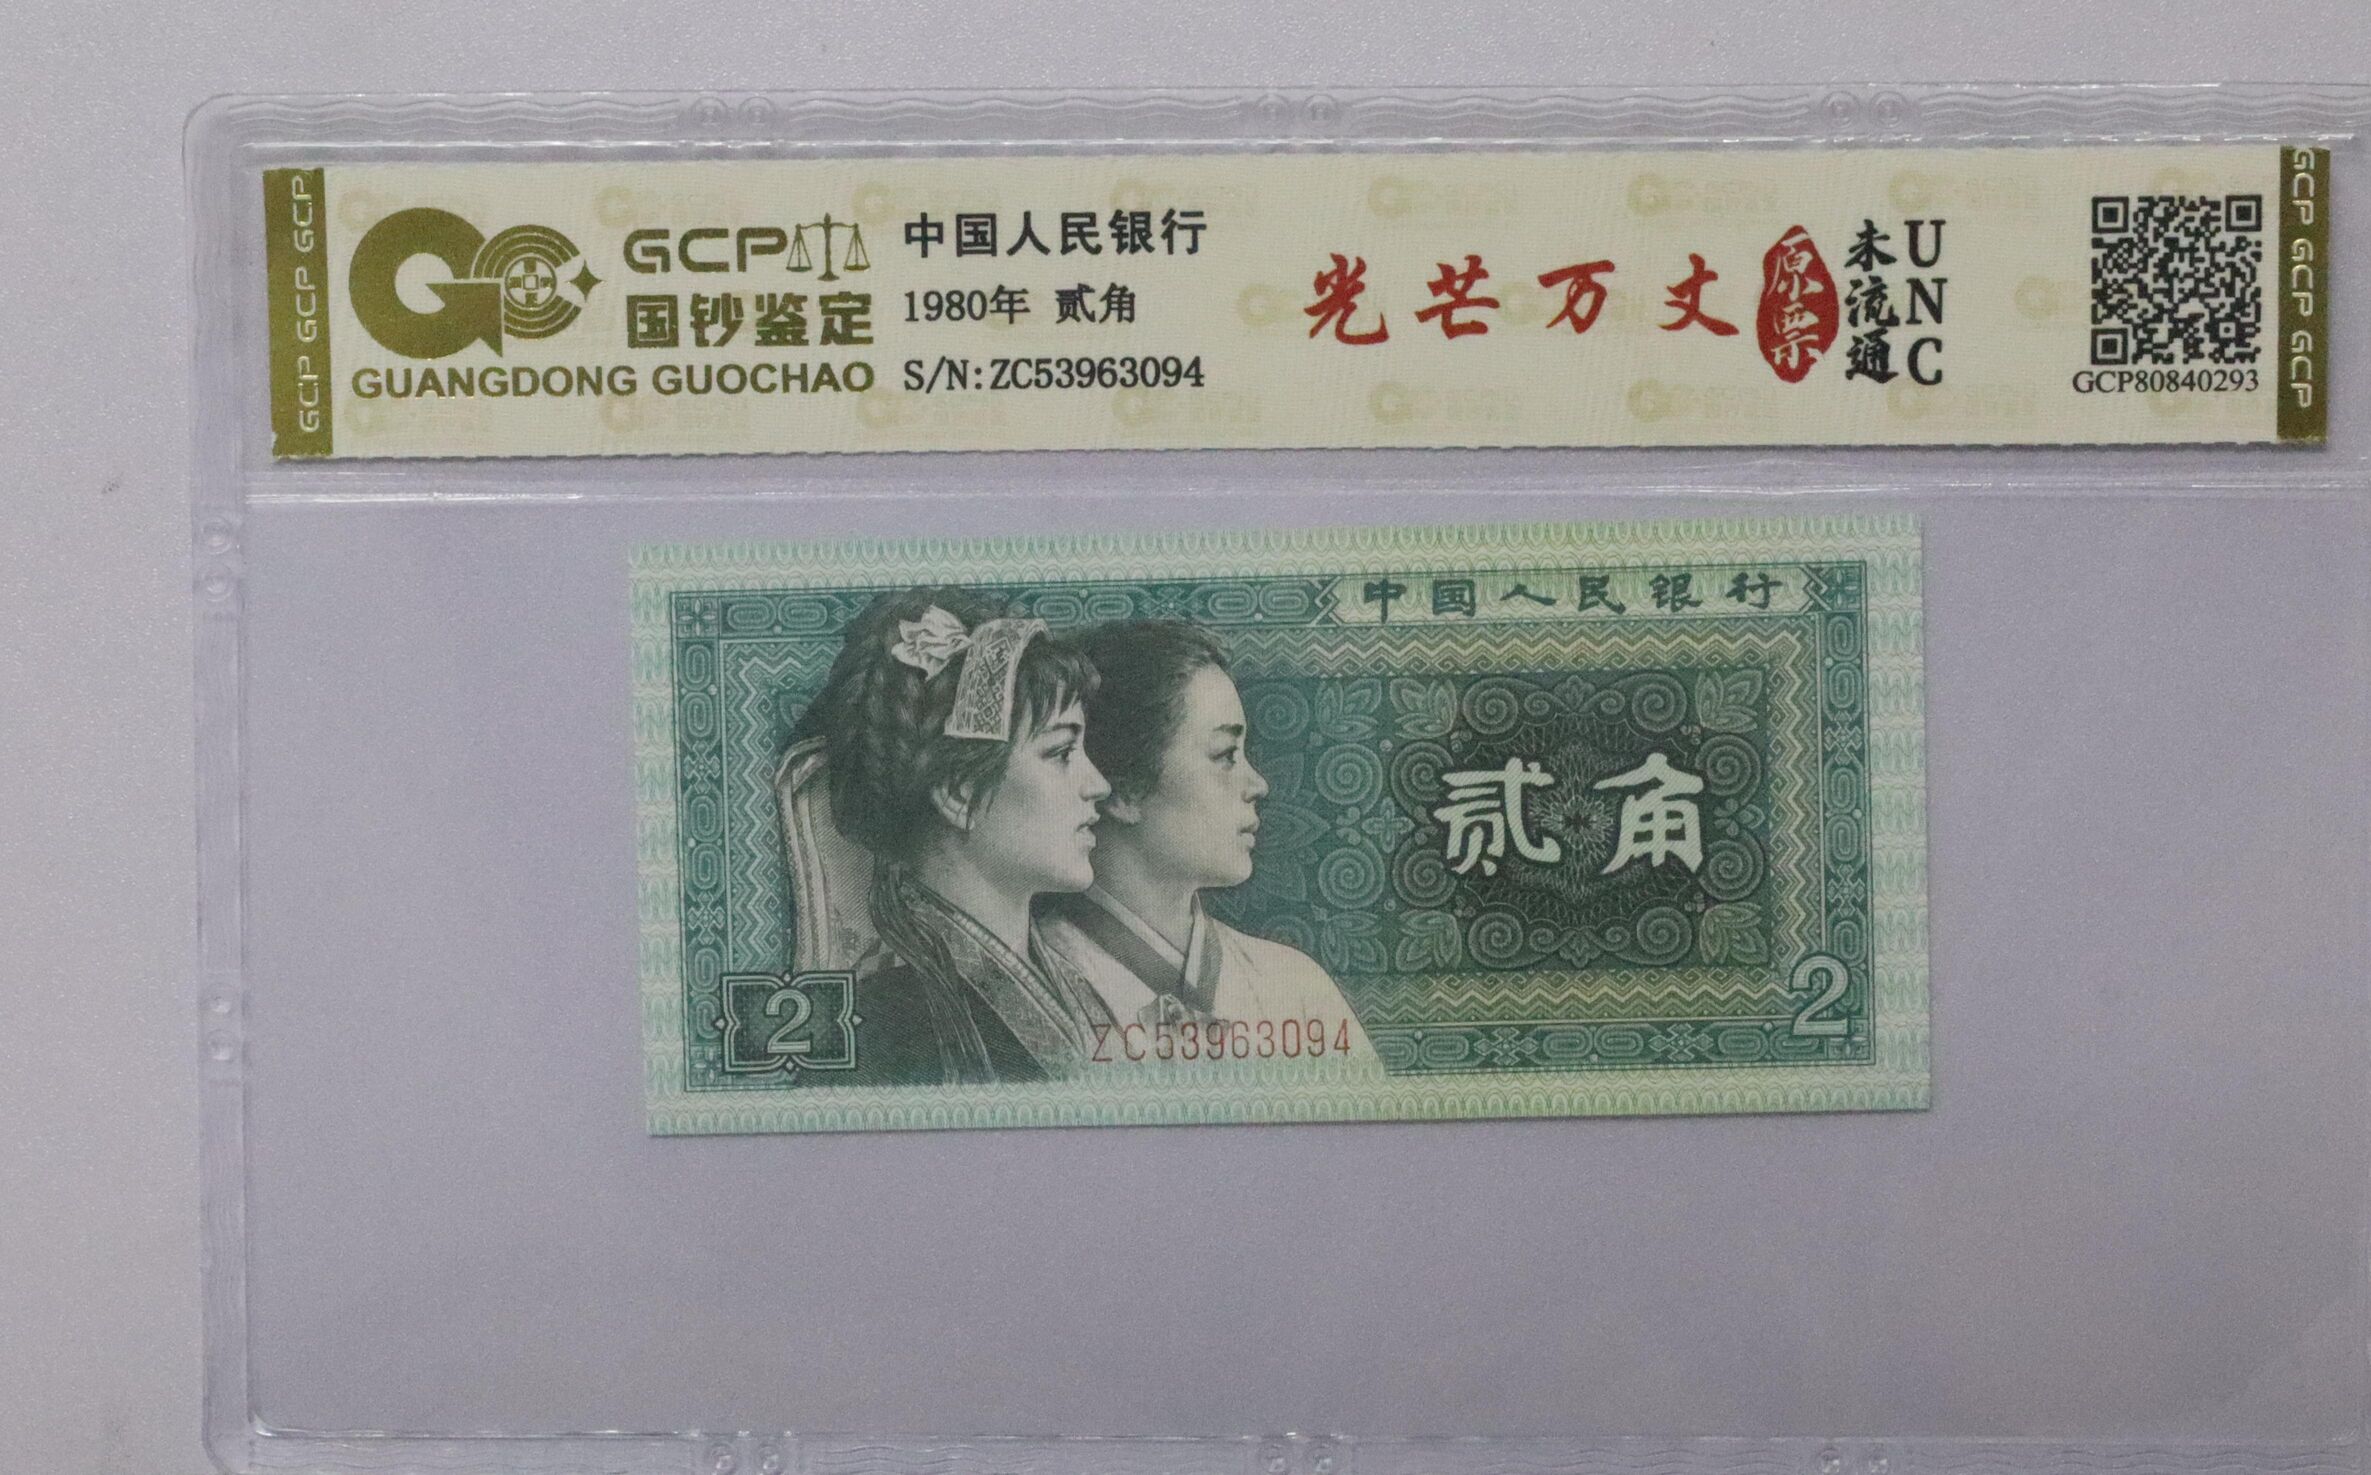 GCP GCP GCP
GCP
国钞鉴定
GUANGDONG GUOCHAO
中国人民银行
1980年 贰角
S/N:ZC53963094
光芒万丈
原票
未流通
UNC
GCP80840293
GCP GCP GCP
中国人民银行
贰角
2
2
ZC53963094